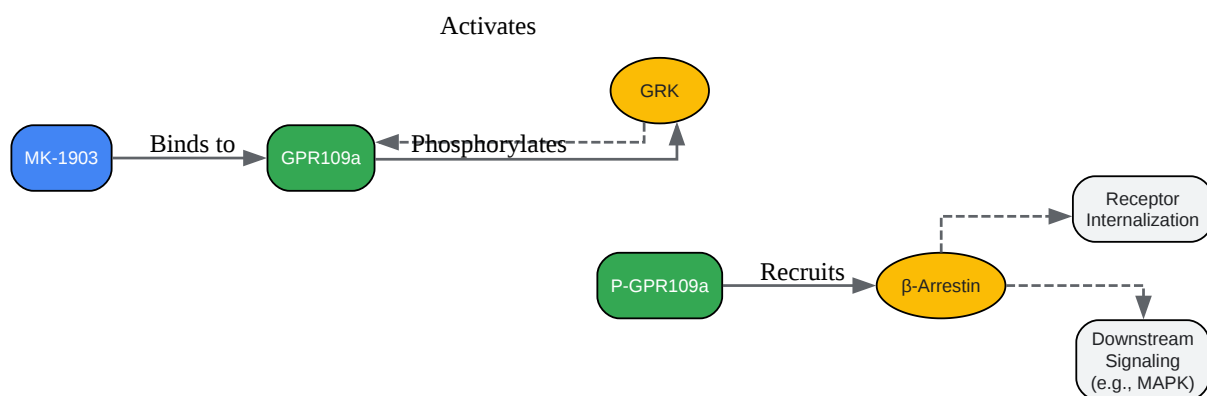 Activates
GRK
MK-1903
Binds to
GPR109a
Phosphorylates
Receptor
Internalization
P-GPR109a
Recruits
β-Arrestin
Downstream
Signaling
(e.g., MAPK)